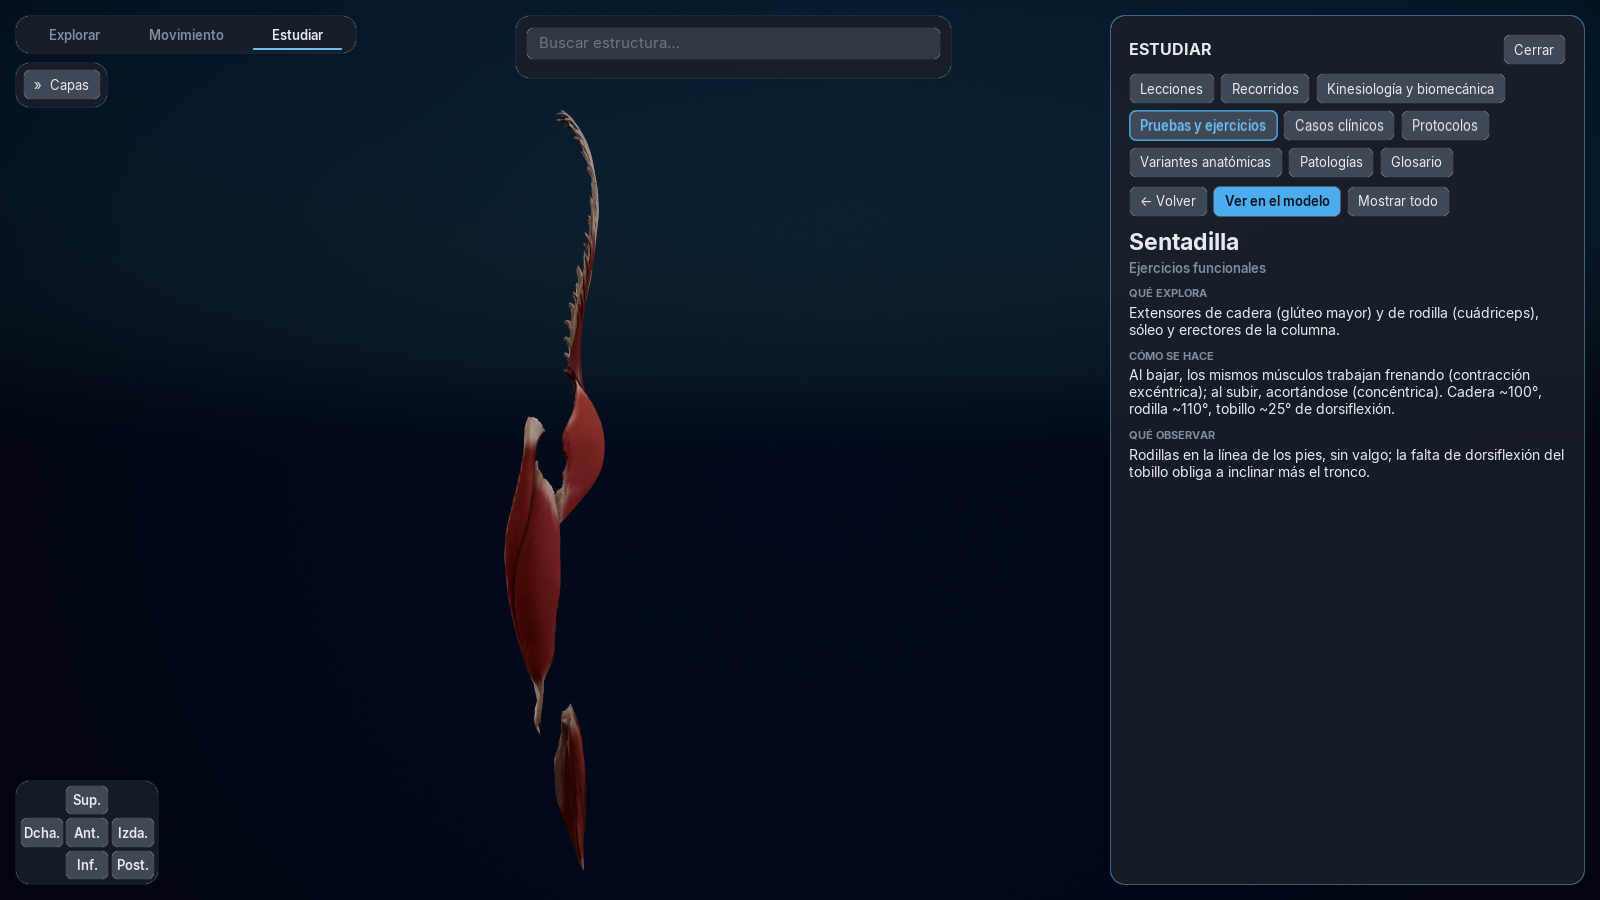 Explorar Movimiento Estudiar
» Capas
Buscar estructura...
ESTUDIAR Cerrar
Lecciones Recorridos Kinesiología y biomecánica
Pruebas y ejercicios Casos clínicos Protocolos
Variantes anatómicas Patologías Glosario
← Volver Ver en el modelo Mostrar todo
Sentadilla
Ejercicios funcionales
QUÉ EXPLORA
Extensores de cadera (glúteo mayor) y de rodilla (cuádriceps),
sóleo y erectores de la columna.
CÓMO SE HACE
Al bajar, los mismos músculos trabajan frenando (contracción
excéntrica); al subir, acortándose (concéntrica). Cadera ~100°,
rodilla ~110°, tobillo ~25° de dorsiflexión.
QUÉ OBSERVAR
Rodillas en la línea de los pies, sin valgo; la falta de dorsiflexión del
tobillo obliga a inclinar más el tronco.
Sup.
Dcha. Ant. Izda.
Inf. Post.